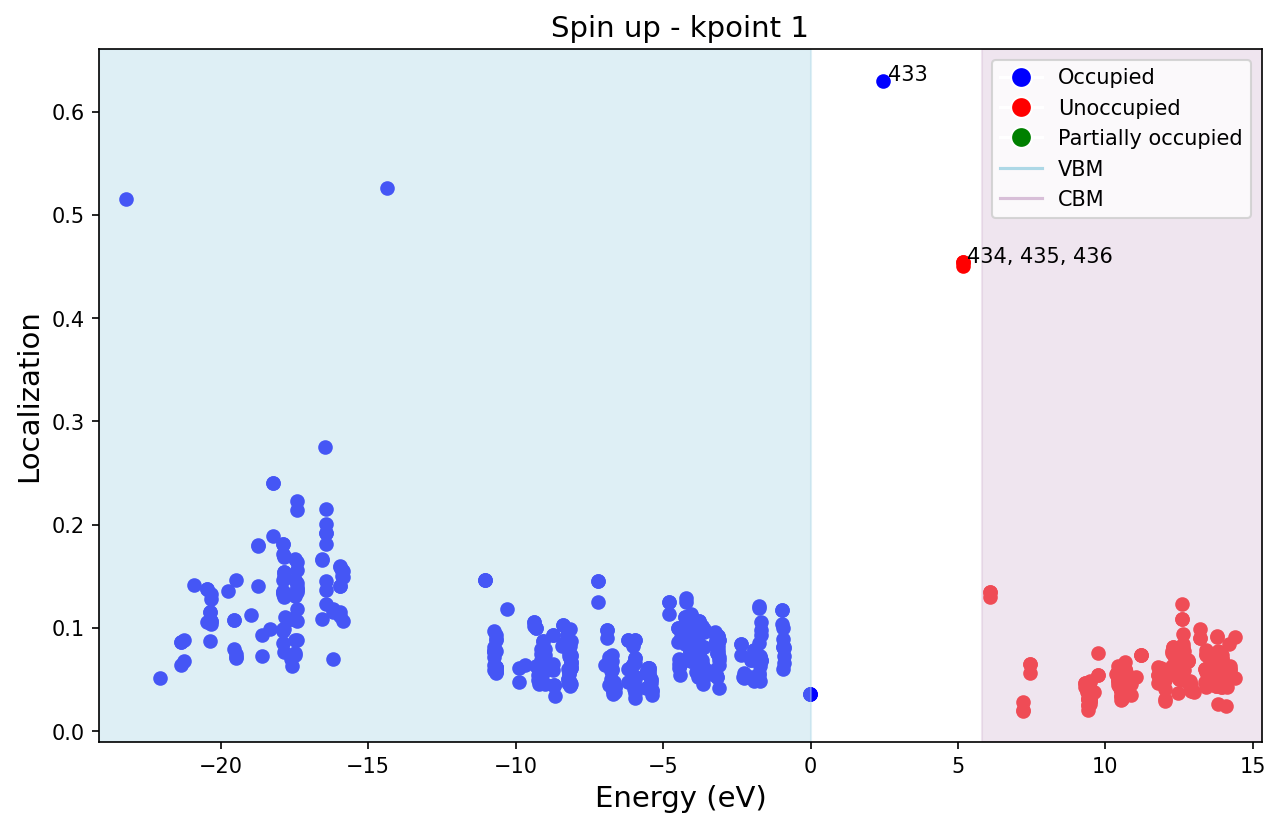 Spin up - kpoint 1
433
Occupied
Unoccupied
Partially occupied
VBM
CBM
434, 435, 436
Localization
0.6
0.5
0.4
0.3
0.2
0.1
0.0
−20
−15
−10
−5
0
5
10
15
Energy (eV)